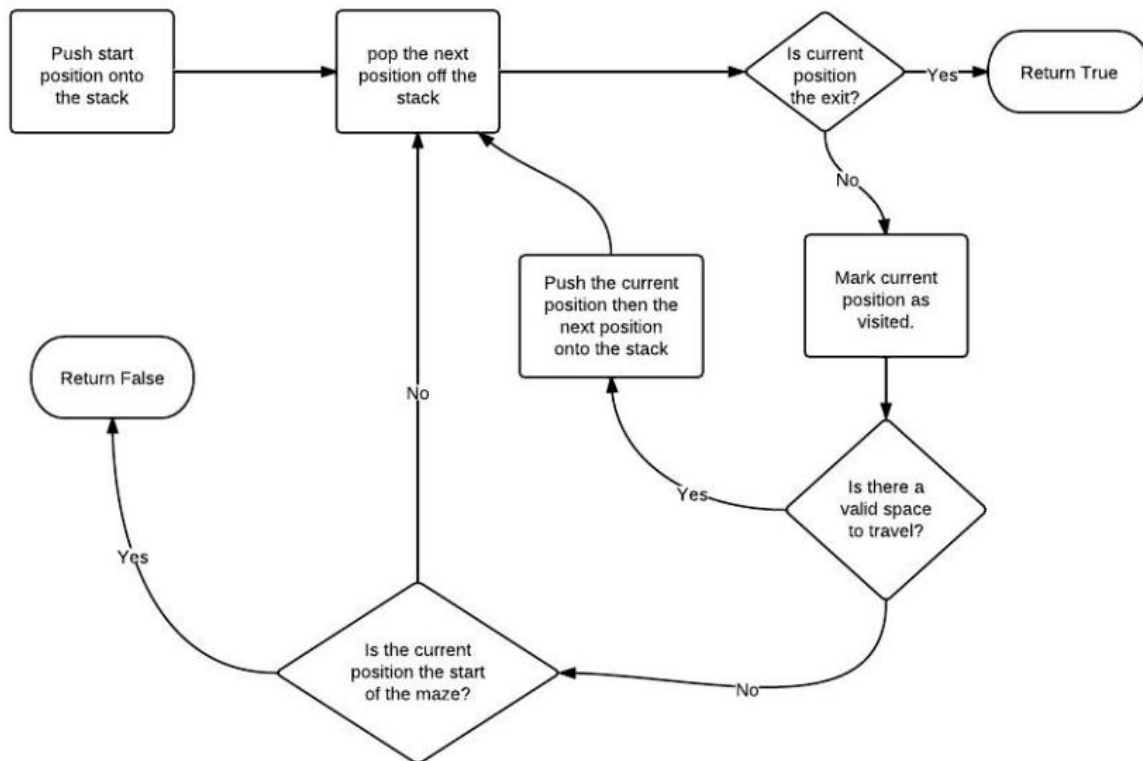 Push start
position onto
the stack
pop the next
position off the
stack
Is current
position
the exit?
Yes
Return True
No
Mark current
position as
visited.
Push the current
position then the
next position
onto the stack
Return False
No
Yes
Is there a
valid space
to travel?
Yes
Is the current
position the start
of the maze?
No